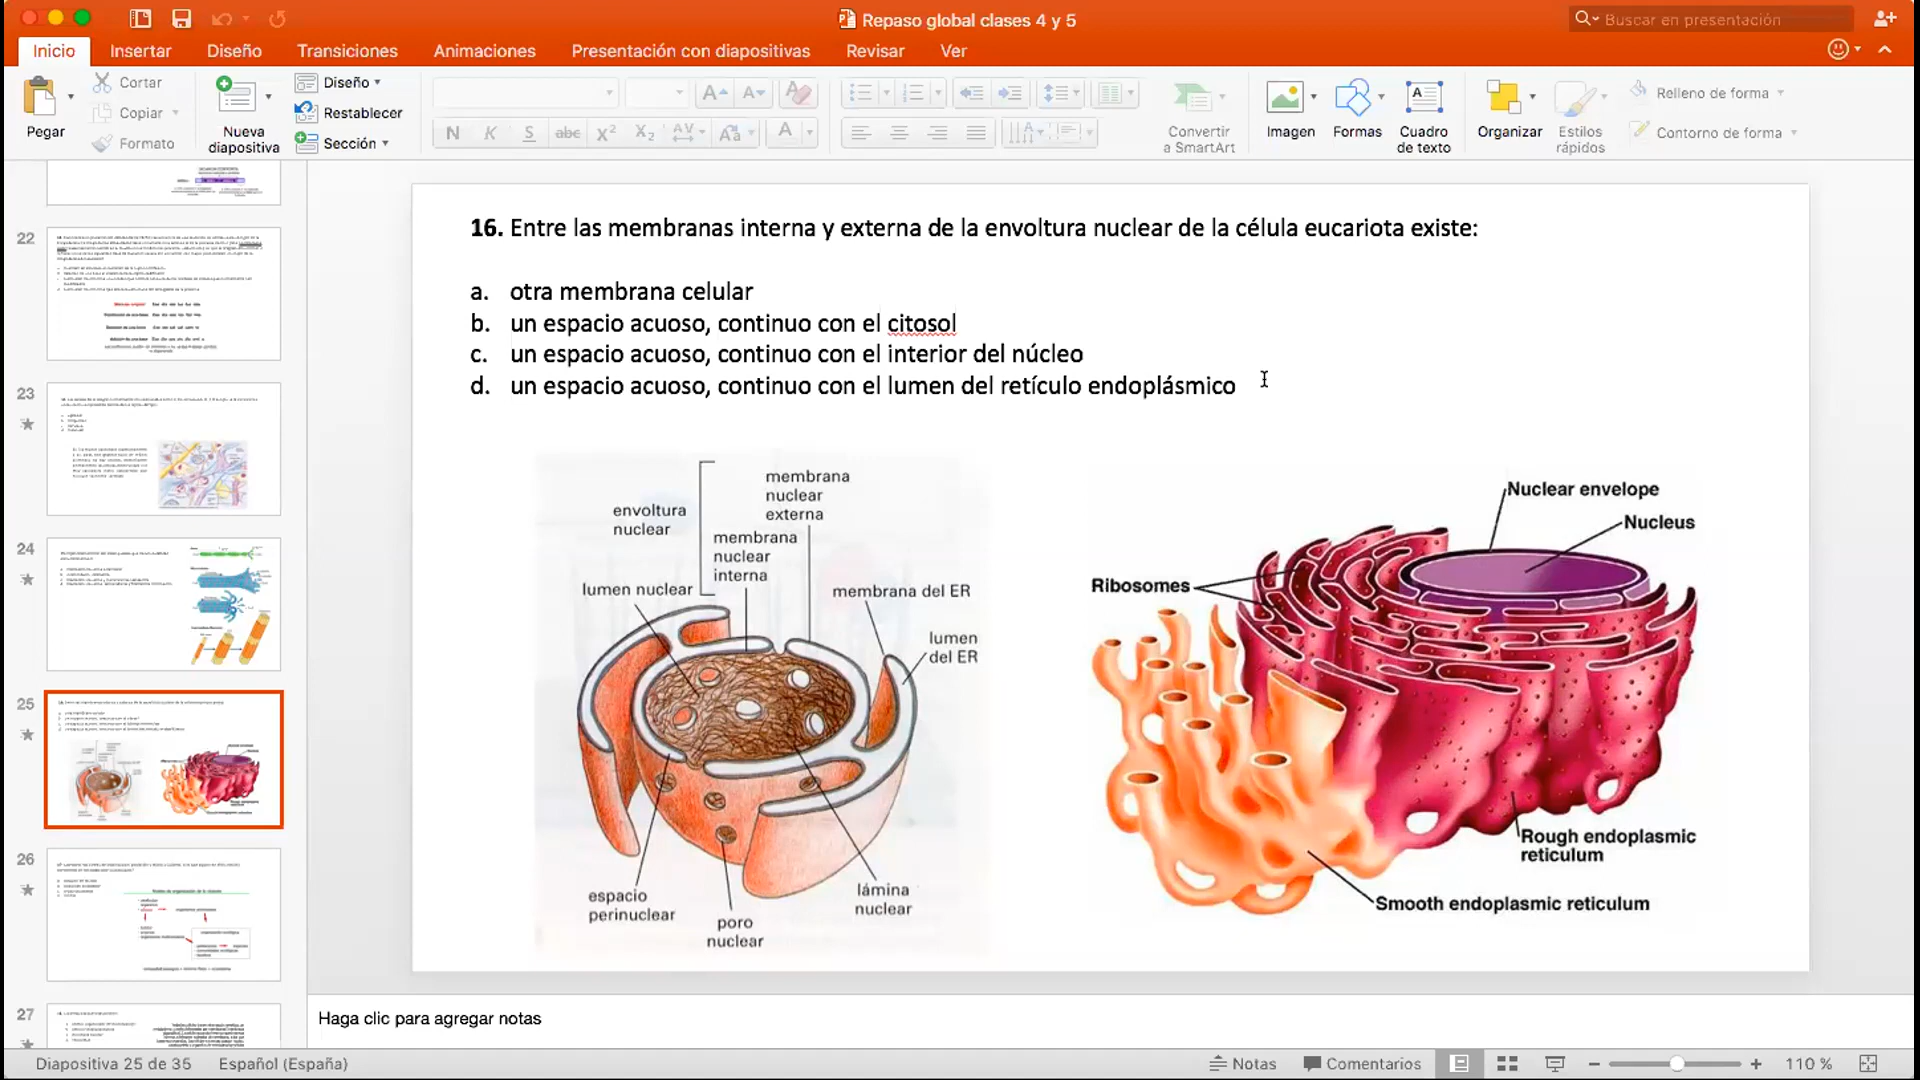 Repaso global clases 4 y 5
Buscar en presentación
Inicio Insertar Diseño Transiciones Animaciones Presentación con diapositivas Revisar Ver
Pegar
Cortar
Copiar
Formato
Nueva diapositiva
Diseño
Restablecer
Sección
N K S abc X² X₂ AV Aa A
Convertir a SmartArt
Imagen
Formas
Cuadro de texto
Organizar
Estilos rápidos
Relleno de forma
Contorno de forma
22
23
24
25
26
27
16. Entre las membranas interna y externa de la envoltura nuclear de la célula eucariota existe:
a. otra membrana celular
b. un espacio acuoso, continuo con el citosol
c. un espacio acuoso, continuo con el interior del núcleo
d. un espacio acuoso, continuo con el lumen del retículo endoplásmico
membrana
nuclear
externa
envoltura
nuclear
membrana
nuclear
interna
lumen nuclear
membrana del ER
lumen
del ER
espacio
perinuclear
poro
nuclear
lámina
nuclear
Nuclear envelope
Nucleus
Ribosomes
Rough endoplasmic
reticulum
Smooth endoplasmic reticulum
Haga clic para agregar notas
Diapositiva 25 de 35 Español (España) Notas Comentarios 110 %